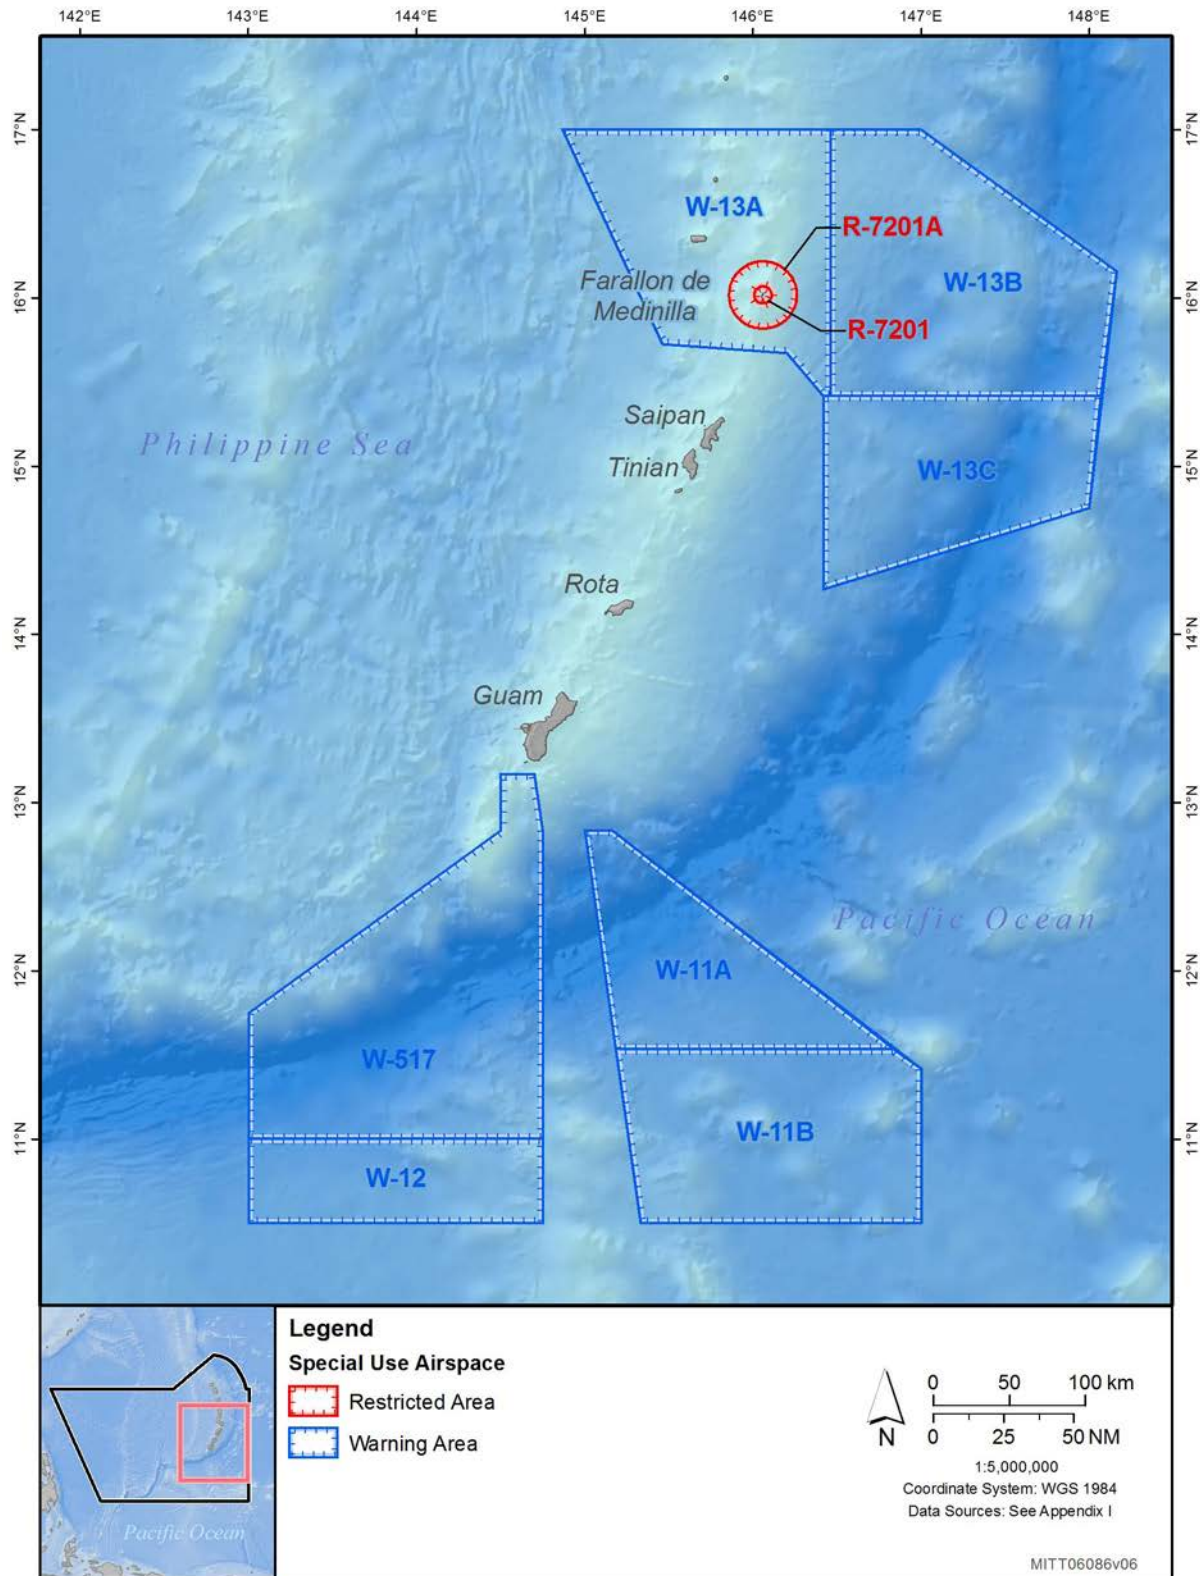 142°E 143°E 144°E 145°E 146°E 147°E 148°E
17°N 17°N
W-13A
R-7201A
Farallon de
Medinilla
16°N 16°N
W-13B
R-7201
Saipan
Philippine Sea
Tinian
15°N 15°N
W-13C
Rota
14°N 14°N
Guam
13°N 13°N
Pacific Ocean
12°N 12°N
W-11A
W-517
11°N 11°N
W-11B
W-12
Pacific Ocean
Legend
Special Use Airspace
Restricted Area
Warning Area
N
0 50 100 km
0 25 50 NM
1:5,000,000
Coordinate System: WGS 1984
Data Sources: See Appendix I
MITT06086v06